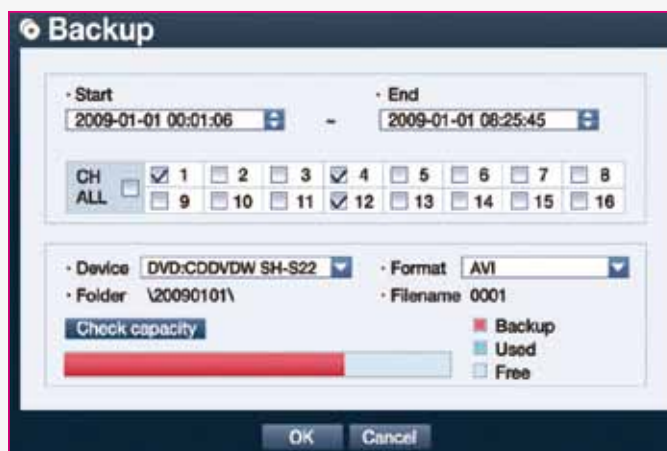 Backup
· Start · End
2009-01-01 00:01:06 ~ 2009-01-01 08:25:45
CH ALL 1 2 3 4 5 6 7 8
9 10 11 12 13 14 15 16
· Device DVD:CDDVDW SH-S22 · Format AVI
· Folder \20090101\ · Filename 0001
Check capacity
Backup
Used
Free
OK Cancel